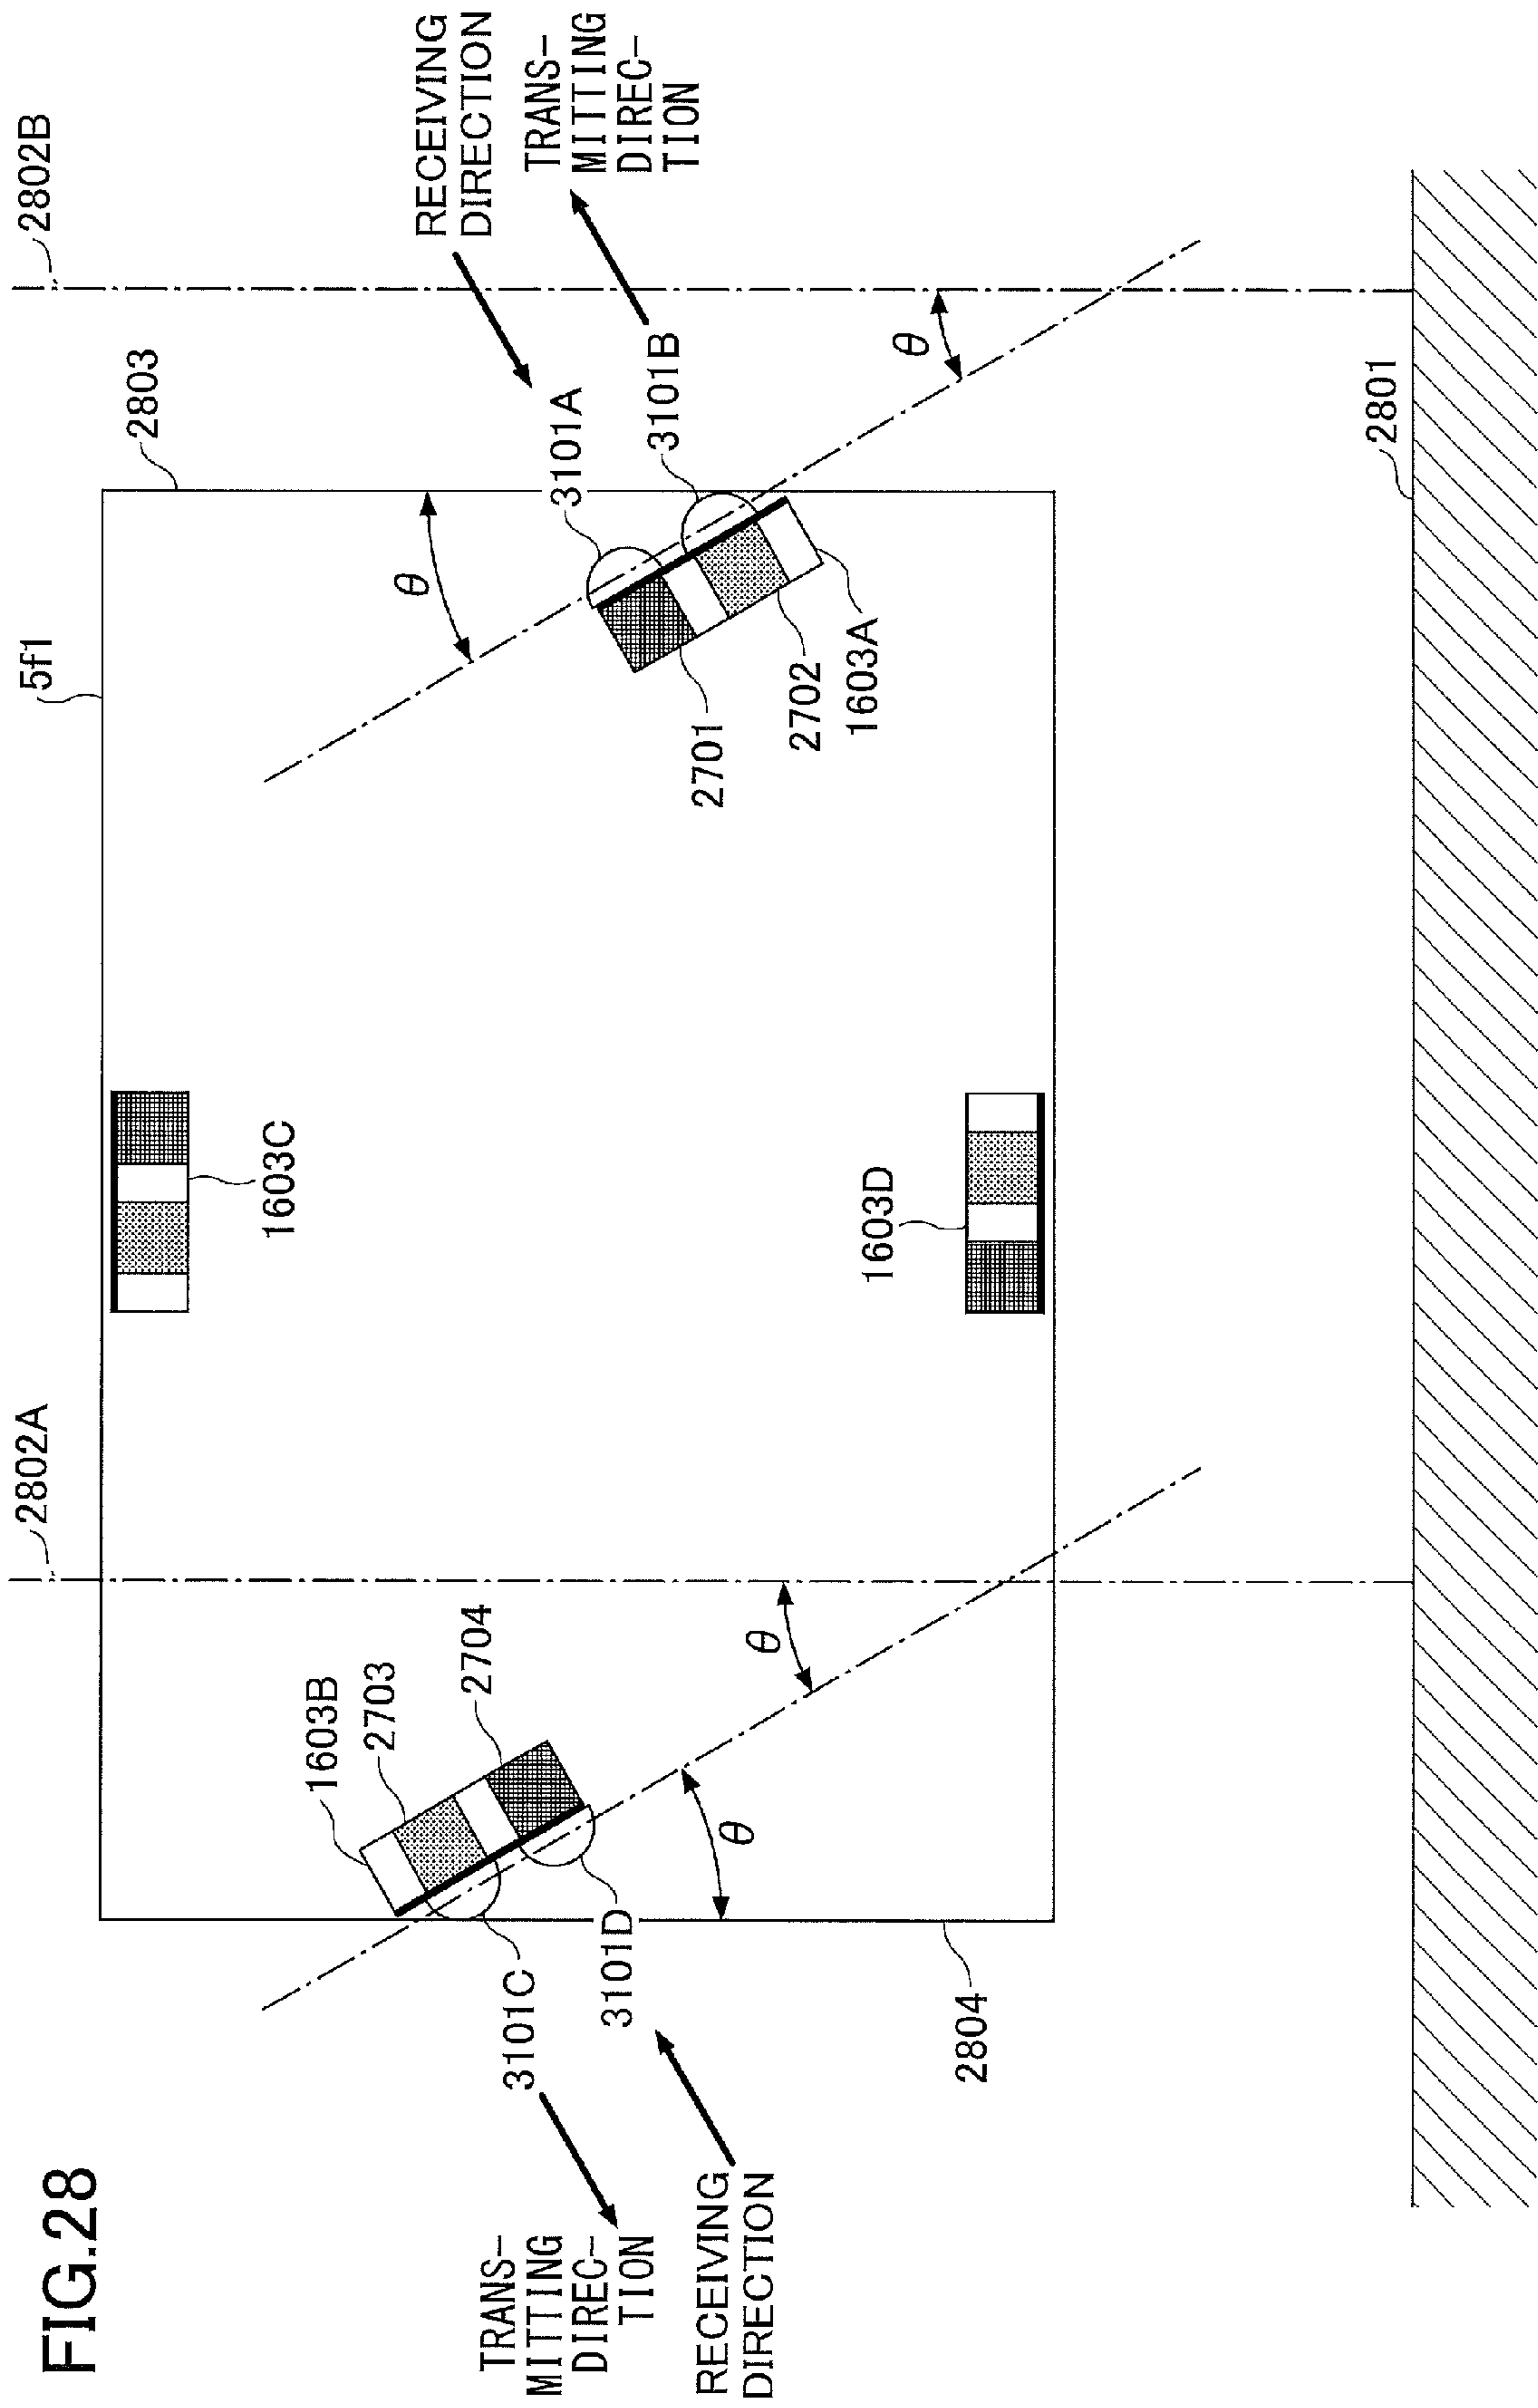 FIG.28
2802A
5f1
2803
2802B
1603B
2703
2704
1603C
θ
3101A
3101B
RECEIVING
DIRECTION
TRANS-
MITTING
DIREC-
TION
2701
2702
1603A
θ
3101C
3101D
θ
θ
1603D
TRANS-
MITTING
DIREC-
TION
RECEIVING
DIRECTION
2804
2801